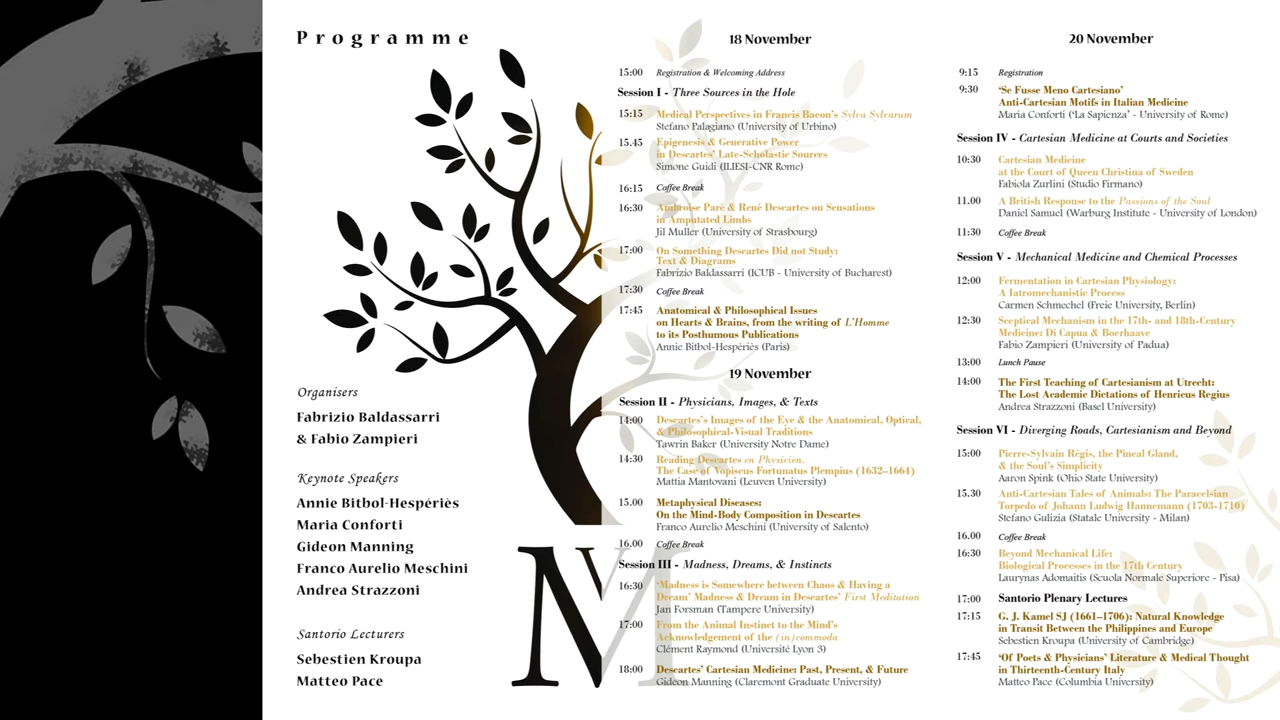 Programme
Organisers
Fabrizio Baldassarri
& Fabio Zampieri
Keynote Speakers
Annie Bitbol-Hespériès
Maria Conforti
Gideon Manning
Franco Aurelio Meschini
Andrea Strazzoni
Santorio Lecturers
Sebestien Kroupa
Matteo Pace
M
18 November
15:00 Registration & Welcoming Address
Session I - Three Sources in the Hole
15:15 Medical Perspectives in Francis Bacon's Sylva Sylvarum
Stefano Palagiano (University of Urbino)
15.45 Epigenesis & Generative Power
in Descartes' Late-Scholastic Sources
Simone Guidi (ILIESI-CNR Rome)
16:15 Coffee Break
16:30 Ambroise Paré & René Descartes on Sensations
in Amputated Limbs
Jil Muller (University of Strasbourg)
17:00 On Something Descartes Did not Study:
Text & Diagrams
Fabrizio Baldassarri (ICUB - University of Bucharest)
17:30 Coffee Break
17:45 Anatomical & Philosophical Issues
on Hearts & Brains, from the writing of L'Homme
to its Posthumous Publications
Annie Bitbol-Hespériès (Paris)
19 November
Session II - Physicians, Images, & Texts
14:00 Descartes's Images of the Eye & the Anatomical, Optical,
& Philosophical-Visual Traditions
Tawrin Baker (University Notre Dame)
14:30 Reading Descartes en Physicien.
The Case of Vopiscus Fortunatus Plempius (1632–1664)
Mattia Mantovani (Leuven University)
15.00 Metaphysical Diseases:
On the Mind-Body Composition in Descartes
Franco Aurelio Meschini (University of Salento)
16.00 Coffee Break
Session III - Madness, Dreams, & Instincts
16:30 'Madness is Somewhere between Chaos & Having a
Dream' Madness & Dream in Descartes' First Meditation
Jan Forsman (Tampere University)
17:00 From the Animal Instinct to the Mind's
Acknowledgement of the (in)commoda
Clément Raymond (Université Lyon 3)
18:00 Descartes' Cartesian Medicine: Past, Present, & Future
Gideon Manning (Claremont Graduate University)
20 November
9:15 Registration
9:30 'Se Fusse Meno Cartesiano'
Anti-Cartesian Motifs in Italian Medicine
Maria Conforti ('La Sapienza' - University of Rome)
Session IV - Cartesian Medicine at Courts and Societies
10:30 Cartesian Medicine
at the Court of Queen Christina of Sweden
Fabiola Zurlini (Studio Firmano)
11.00 A British Response to the Passions of the Soul
Daniel Samuel (Warburg Institute - University of London)
11:30 Coffee Break
Session V - Mechanical Medicine and Chemical Processes
12:00 Fermentation in Cartesian Physiology:
A Iatromechanistic Process
Carmen Schmechel (Freie University, Berlin)
12:30 Sceptical Mechanism in the 17th- and 18th-Century
Medicine: Di Capua & Boerhaave
Fabio Zampieri (University of Padua)
13:00 Lunch Pause
14:00 The First Teaching of Cartesianism at Utrecht:
The Lost Academic Dictations of Henricus Regius
Andrea Strazzoni (Basel University)
Session VI - Diverging Roads, Cartesianism and Beyond
15:00 Pierre-Sylvain Régis, the Pineal Gland,
& the Soul's Simplicity
Aaron Spink (Ohio State University)
15.30 Anti-Cartesian Tales of Animals: The Paracelsian
Torpedo of Johann Ludwig Hannemann (1703-1710)
Stefano Gulizia (Statale University - Milan)
16.00 Coffee Break
16:30 Beyond Mechanical Life:
Biological Processes in the 17th Century
Laurynas Adomaitis (Scuola Normale Superiore - Pisa)
17:00 Santorio Plenary Lectures
17:15 G. J. Kamel SJ (1661–1706): Natural Knowledge
in Transit Between the Philippines and Europe
Sebestien Kroupa (University of Cambridge)
17:45 'Of Poets & Physicians' Literature & Medical Thought
in Thirteenth-Century Italy
Matteo Pace (Columbia University)